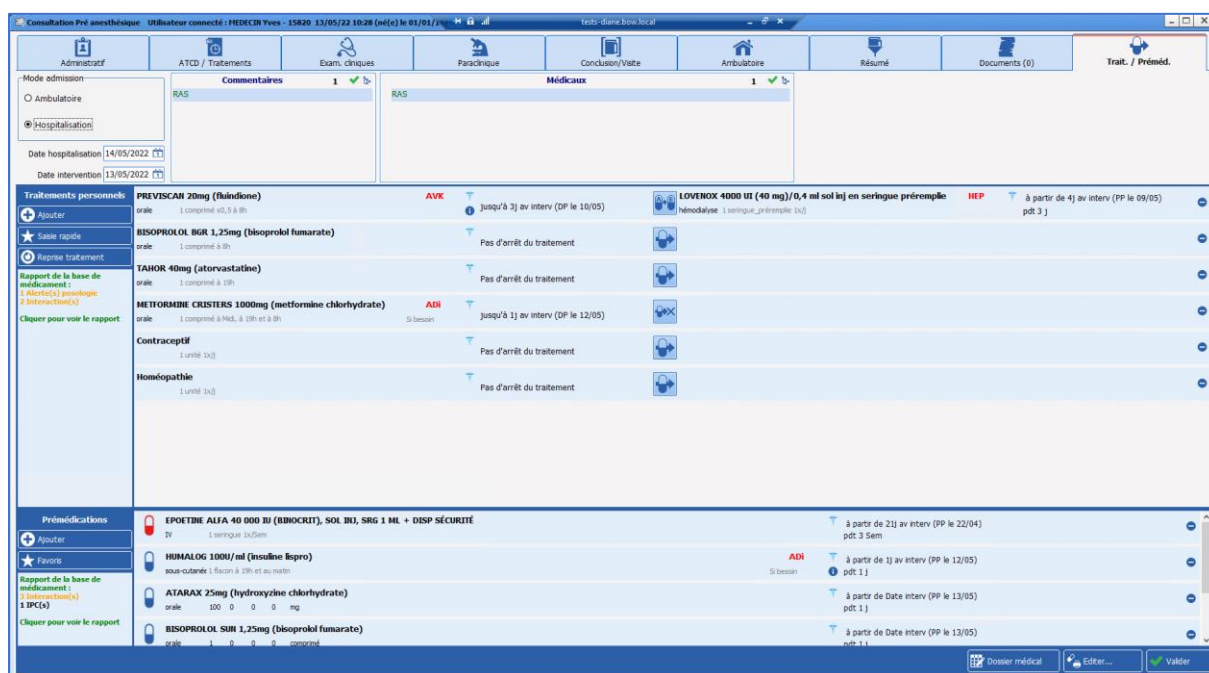 Consultation Pré anesthésique Utilisateur connecté : MEDECIN Yves - 15820 13/05/22 10:28 (né(e) le 01/01/
tests-diane.bow.local
Administratif
ATCD / Traitements
Exam. cliniques
Paraclinique
Conclusion/Visite
Ambulatoire
Résumé
Documents (0)
Trait. / Préméd.
Mode admission
Ambulatoire
Hospitalisation
Date hospitalisation 14/05/2022
Date intervention 13/05/2022
Commentaires 1
RAS
Médicaux 1
RAS
Traitements personnels
Ajouter
Saisie rapide
Reprise traitement
Rapport de la base de
médicament :
1 Alerte(s) posologie
2 Interaction(s)
Cliquer pour voir le rapport
PREVISCAN 20mg (fluindione) AVK
orale 1 comprimé x0,5 à 8h
jusqu'à 3j av interv (DP le 10/05)
LOVENOX 4000 UI (40 mg)/0,4 ml sol inj en seringue préremplie HEP
hémodialyse 1 seringue_préremplie 1x/j
à partir de 4j av interv (PP le 09/05)
pdt 3 j
BISOPROLOL BGR 1,25mg (bisoprolol fumarate)
orale 1 comprimé à 8h
Pas d'arrêt du traitement
TAHOR 40mg (atorvastatine)
orale 1 comprimé à 19h
Pas d'arrêt du traitement
METFORMINE CRISTERS 1000mg (metformine chlorhydrate) ADi
orale 1 comprimé à Midi, à 19h et à 8h Si besoin
jusqu'à 1j av interv (DP le 12/05)
Contraceptif
1 unité 1x/j
Pas d'arrêt du traitement
Homéopathie
1 unité 1x/j
Pas d'arrêt du traitement
Prémédications
Ajouter
Favoris
Rapport de la base de
médicament :
3 Interaction(s)
1 IPC(s)
Cliquer pour voir le rapport
EPOETINE ALFA 40 000 IU (BINOCRIT), SOL INJ, SRG 1 ML + DISP SÉCURITÉ
IV 1 seringue 1x/Sem
à partir de 21j av interv (PP le 22/04)
pdt 3 Sem
HUMALOG 100U/ml (insuline lispro) ADi
sous-cutanée 1 flacon à 19h et au matin Si besoin
à partir de 1j av interv (PP le 12/05)
pdt 1 j
ATARAX 25mg (hydroxyzine chlorhydrate)
orale 100 0 0 0 mg
à partir de Date interv (PP le 13/05)
pdt 1 j
BISOPROLOL SUN 1,25mg (bisoprolol fumarate)
orale 1 0 0 0 comprimé
à partir de Date interv (PP le 13/05)
pdt 1 j
Dossier médical
Editer...
Valider